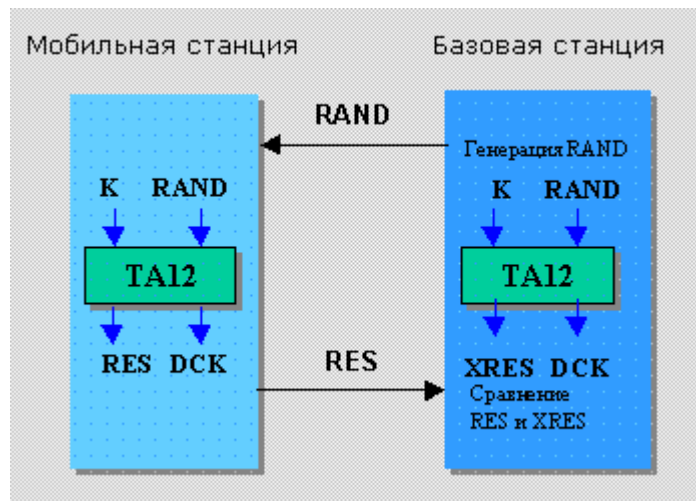 Мобильная станция
Базовая станция
RAND
Генерация RAND
K RAND
K RAND
TA12
TA12
RES DCK
RES
XRES DCK
Сравнение
RES и XRES